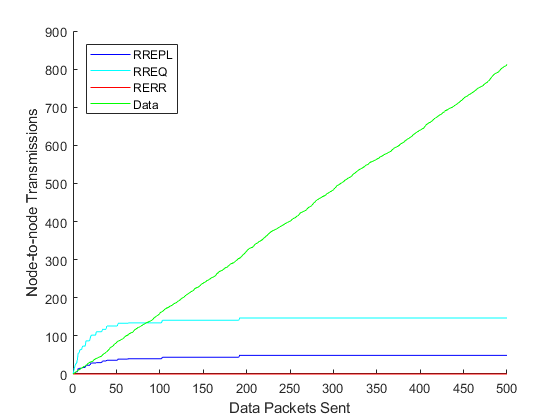 900
800
700
600
500
400
300
200
100
0
Node-to-node Transmissions
RREPL
RREQ
RERR
Data
0 50 100 150 200 250 300 350 400 450 500
Data Packets Sent